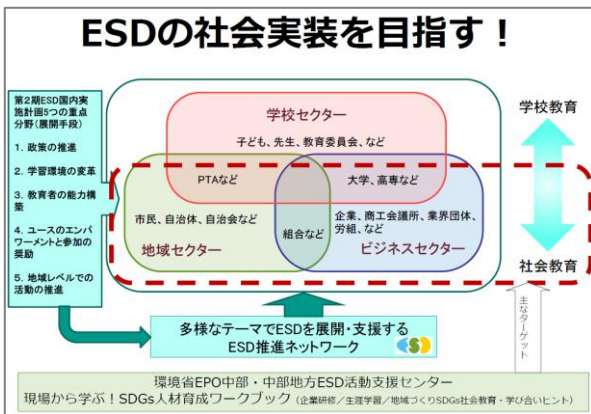 ESDの社会実装を目指す！
第2期ESD国内実
施計画5つの重点
分野(展開手段)
1. 政策の推進
2. 学習環境の変革
3. 教育者の能力構
築
4. ユースのエンパ
ワーメントと参加の
奨励
5. 地域レベルでの
活動の推進
学校セクター
子ども、先生、教育委員会、など
PTAなど
大学、高専など
市民、自治体、自治会など
地域セクター
組合など
企業、商工会議所、業界団体、
労組、など
ビジネスセクター
学校教育
社会教育
主なターゲット
多様なテーマでESDを展開・支援する
ESD推進ネットワーク
ESD
環境省EPO中部・中部地方ESD活動支援センター
現場から学ぶ！SDGs人材育成ワークブック（企業研修／生涯学習／地域づくりSDGs社会教育・学び合いヒント）